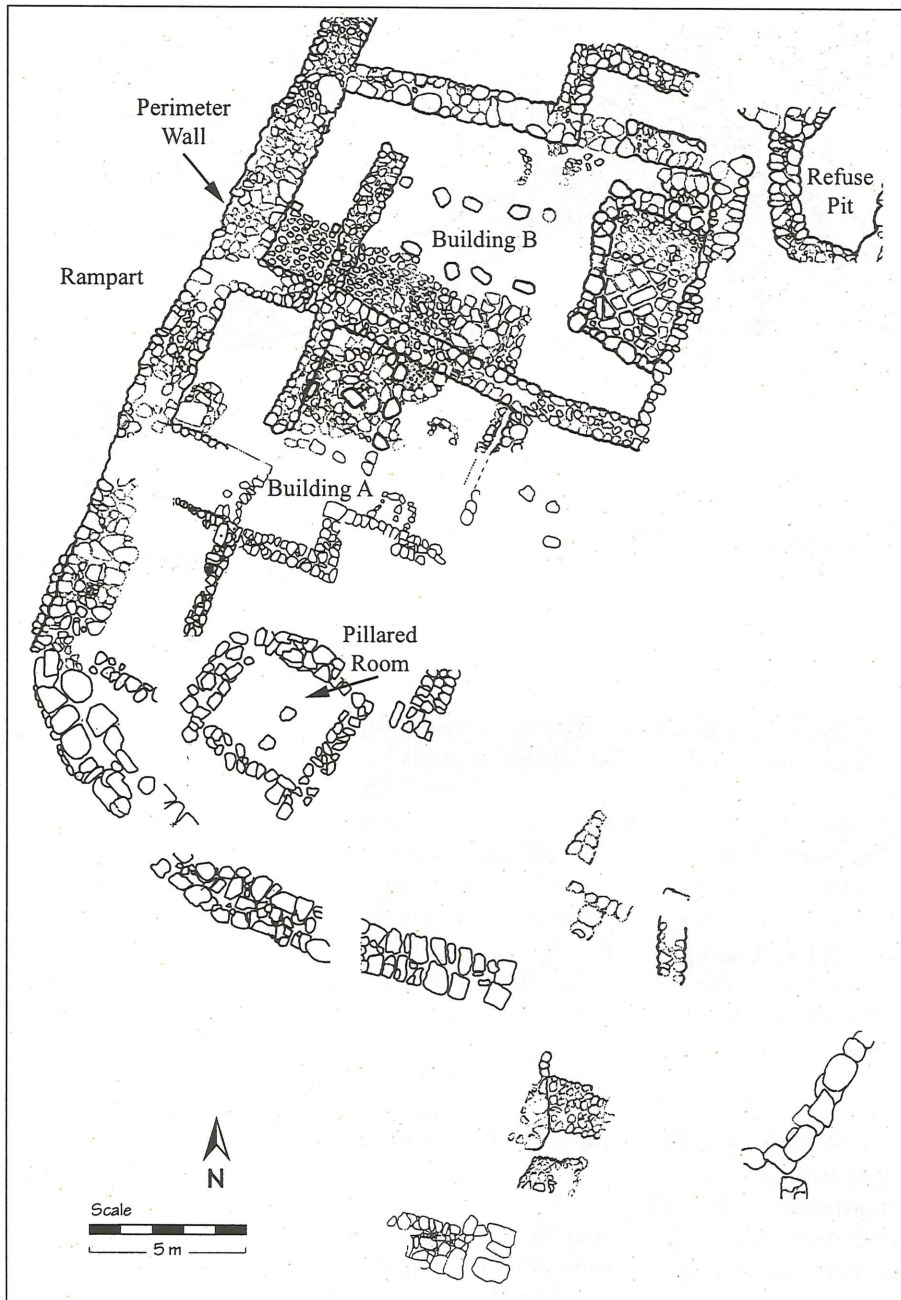 Perimeter
Wall
Refuse
Pit
Building B
Rampart
Building A
Pillared
Room
N
Scale
5 m